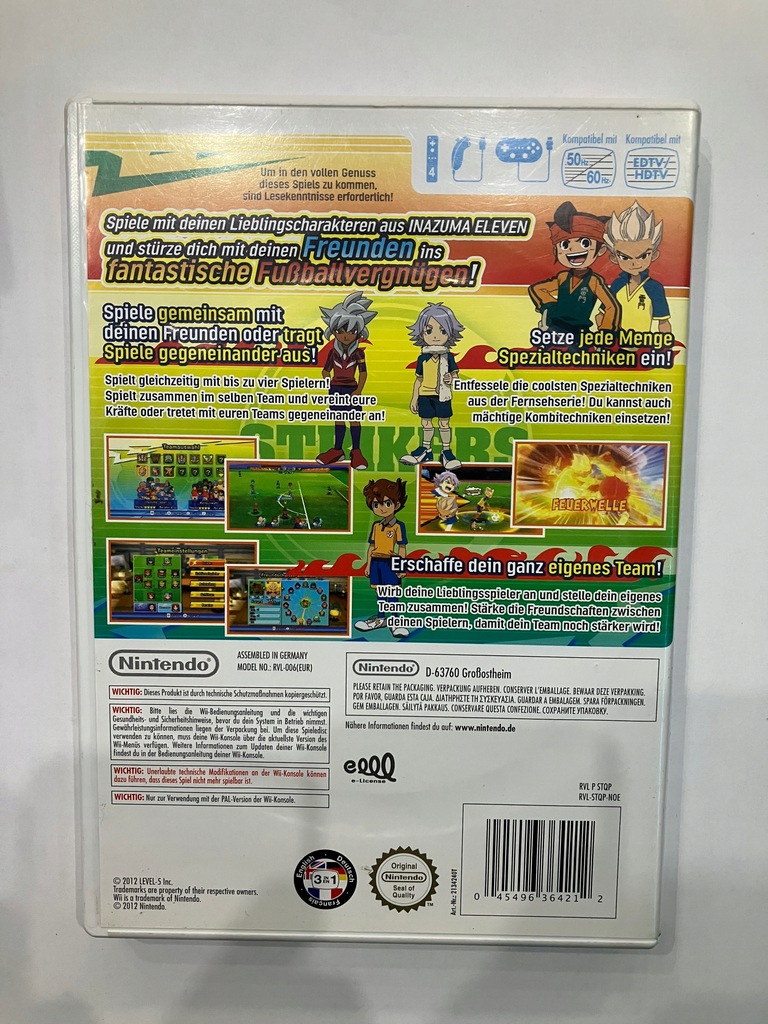 Kompatibel mit
Kompatibel mit
4
50Hz
60Hz
EDTV/
HDTV
Um in den vollen Genuss
dieses Spiels zu kommen,
sind Lesekenntnisse erforderlich!
Spiele mit deinen Lieblingscharakteren aus INAZUMA ELEVEN
und stürze dich mit deinen Freunden ins
fantastische Fußballvergnügen!
Spiele gemeinsam mit
deinen Freunden oder tragt
Spiele gegeneinander aus!
Spielt gleichzeitig mit bis zu vier Spielern!
Spielt zusammen im selben Team und vereint eure
Kräfte oder tretet mit euren Teams gegeneinander an!
Setze jede Menge
Spezialtechniken ein!
Entfessele die coolsten Spezialtechniken
aus der Fernsehserie! Du kannst auch
mächtige Kombitechniken einsetzen!
STRIKERS
Teamauswahl
FEUERWELLE
Teameinstellungen
Erschaffe dein ganz eigenes Team!
Wirb deine Lieblingsspieler an und stelle dein eigenes
Team zusammen! Stärke die Freundschaften zwischen
deinen Spielern, damit dein Team noch stärker wird!
Nintendo
ASSEMBLED IN GERMANY
MODEL NO.: RVL-006(EUR)
WICHTIG: Dieses Produkt ist durch technische Schutzmaßnahmen kopiergeschützt.
WICHTIG: Bitte lies die Wii-Bedienungsanleitung und die wichtigen
Gesundheits- und Sicherheitshinweise, bevor du dein System in Betrieb nimmst.
Gewährleistungsinformationen liegen der Verpackung bei. Um diese Spieledisc
verwenden zu können, muss deine Wii-Konsole über die aktuellste Version des
Wii-Menüs verfügen. Weitere Informationen zum Updaten deiner Wii-Konsole
findest du in der Bedienungsanleitung deiner Wii-Konsole.
WICHTIG: Unerlaubte technische Modifikationen an der Wii-Konsole können
dazu führen, dass dieses Spiel nicht mehr spielbar ist.
WICHTIG: Nur zur Verwendung mit der PAL-Version der Wii-Konsole.
Nintendo D-63760 Großostheim
PLEASE RETAIN THE PACKAGING. VERPACKUNG AUFHEBEN. CONSERVER L'EMBALLAGE. BEWAAR DEZE VERPAKKING.
POR FAVOR, GUARDA ESTA CAJA. ΔΙΑΤΗΡΗΣΤΕ ΤΗ ΣΥΣΚΕΥΑΣΙΑ. GUARDAR A EMBALAGEM. SPARA FÖRPACKNINGEN.
GEM EMBALLAGEN. SÄILYTÄ PAKKAUS. CONSERVARE QUESTA CONFEZIONE. СОХРАНИТЕ УПАКОВКУ.
Nähere Informationen findest du auf: www.nintendo.de
e-License
RVL P STQP
RVL-STQP-NOE
© 2012 LEVEL-5 Inc.
Trademarks are property of their respective owners.
Wii is a trademark of Nintendo.
© 2012 Nintendo.
English
Deutsch
Français
3 in 1
Original
Nintendo
Seal of
Quality
TM
Art.-Nr.: 2134240T
0 45496 36421 2